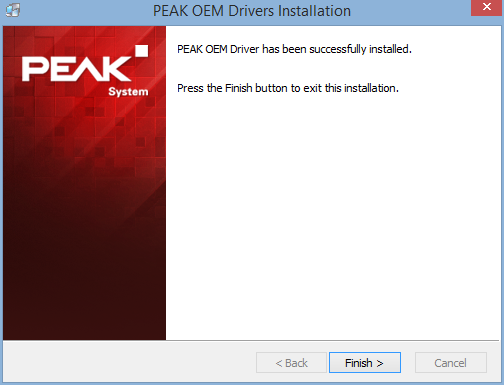 PEAK OEM Drivers Installation
PEAK
System
PEAK OEM Driver has been successfully installed.
Press the Finish button to exit this installation.
< Back
Finish >
Cancel